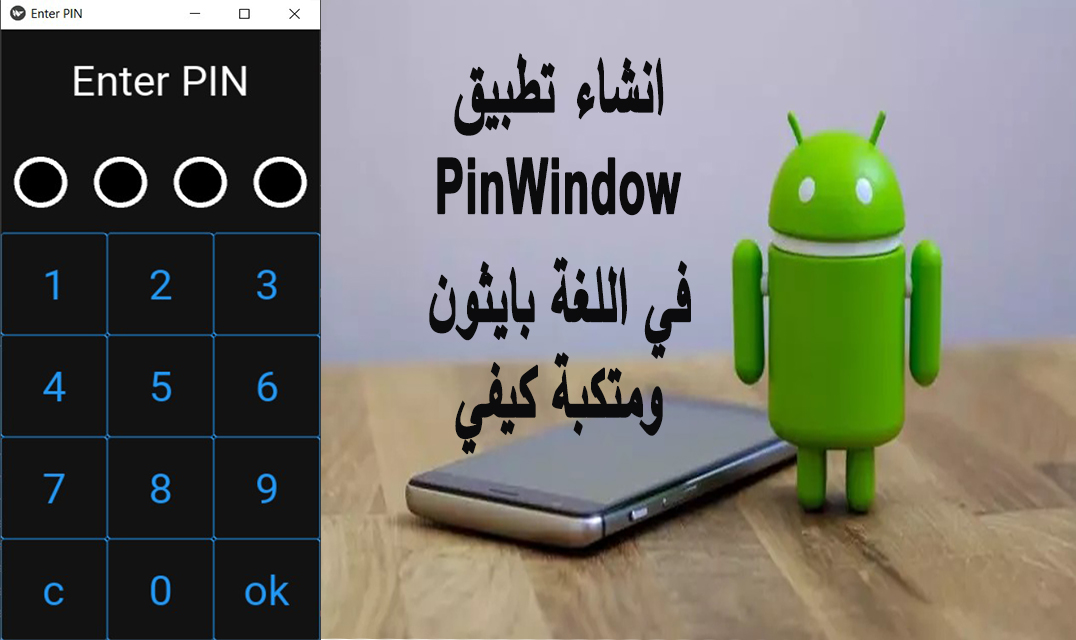 Enter PIN
Enter PIN
1 2 3
4 5 6
7 8 9
c 0 ok
انشاء تطبيق
PinWindow
في اللغة بايثون
ومتكبة كيفي